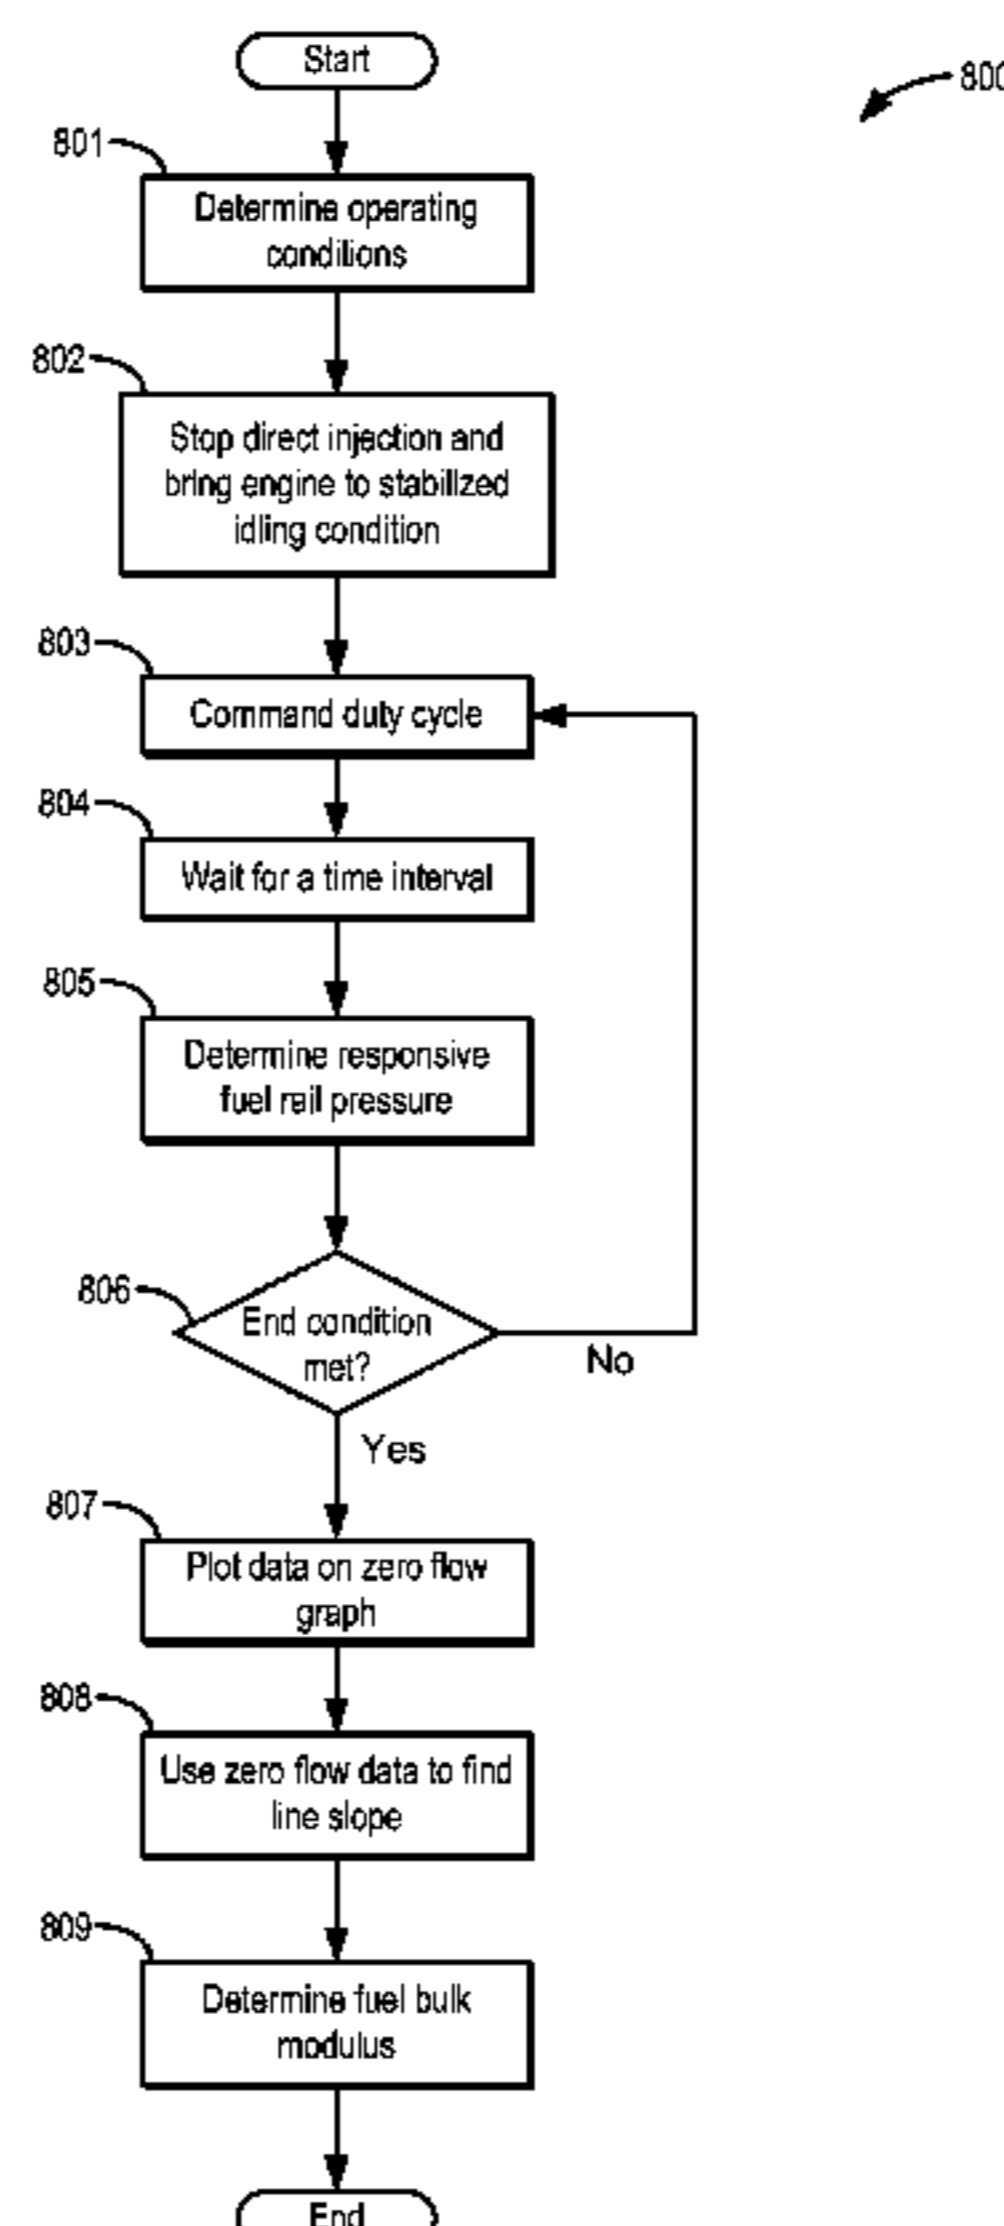 Start
800
801
Determine operating
conditions
802
Stop direct injection and
bring engine to stabilized
idling condition
803
Command duty cycle
804
Wait for a time interval
805
Determine responsive
fuel rail pressure
806
End condition
met?
No
Yes
807
Plot data on zero flow
graph
808
Use zero flow data to find
line slope
809
Determine fuel bulk
modulus
End